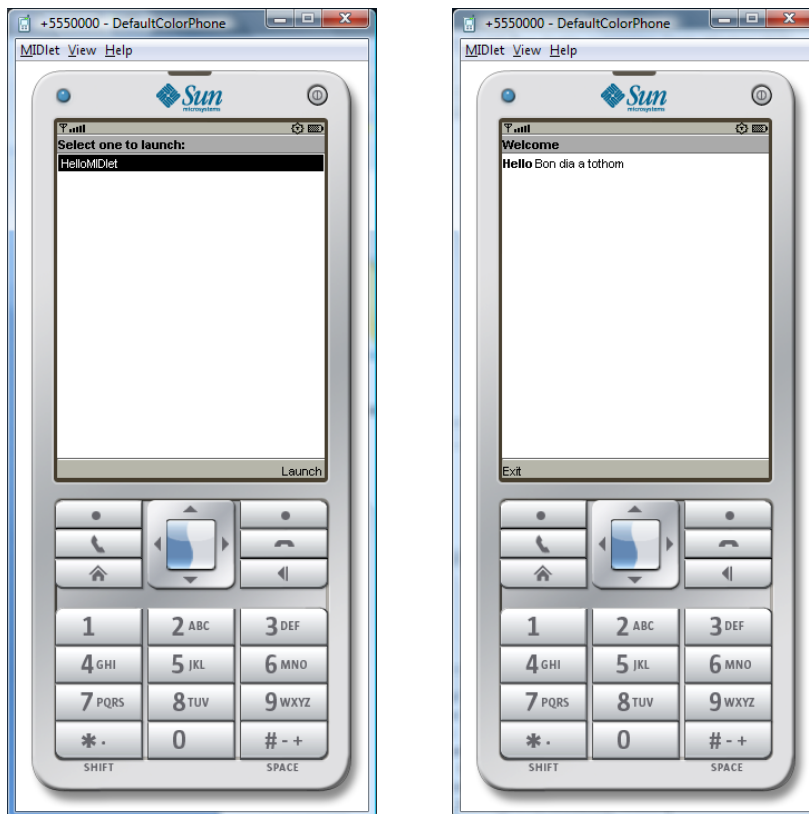 +5550000 - DefaultColorPhone
MIDlet View Help
Sun
microsystems
Select one to launch:
HelloMIDlet
Launch
1
2 ABC
3 DEF
4 GHI
5 JKL
6 MNO
7 PQRS
8 TUV
9 WXYZ
* .
0
# - +
SHIFT
SPACE
+5550000 - DefaultColorPhone
MIDlet View Help
Sun
microsystems
Welcome
Hello Bon dia a tothom
Exit
1
2 ABC
3 DEF
4 GHI
5 JKL
6 MNO
7 PQRS
8 TUV
9 WXYZ
* .
0
# - +
SHIFT
SPACE